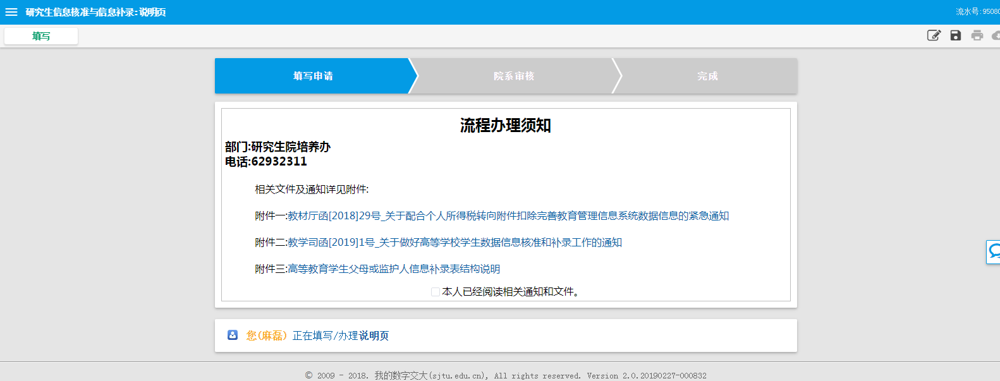 研究生信息核准与信息补录:说明页
流水号:95080
填写
填写申请
院系审核
完成
流程办理须知
部门:研究生院培养办
电话:62932311
相关文件及通知详见附件:
附件一:教材厅函[2018]29号_关于配合个人所得税转向附件扣除完善教育管理信息系统数据信息的紧急通知
附件二:教学司函[2019]1号_关于做好高等学校学生数据信息核准和补录工作的通知
附件三:高等教育学生父母或监护人信息补录表结构说明
本人已经阅读相关通知和文件。
您(麻磊) 正在填写/办理说明页
© 2009 - 2018. 我的数字交大(sjtu.edu.cn), All rights reserved. Version 2.0.20190227-000832